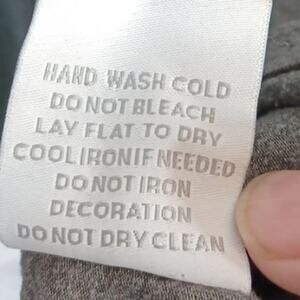 HAND WASH COLD
DO NOT BLEACH
LAY FLAT TO DRY
COOL IRON IF NEEDED
DO NOT IRON
DECORATION
DO NOT DRY CLEAN